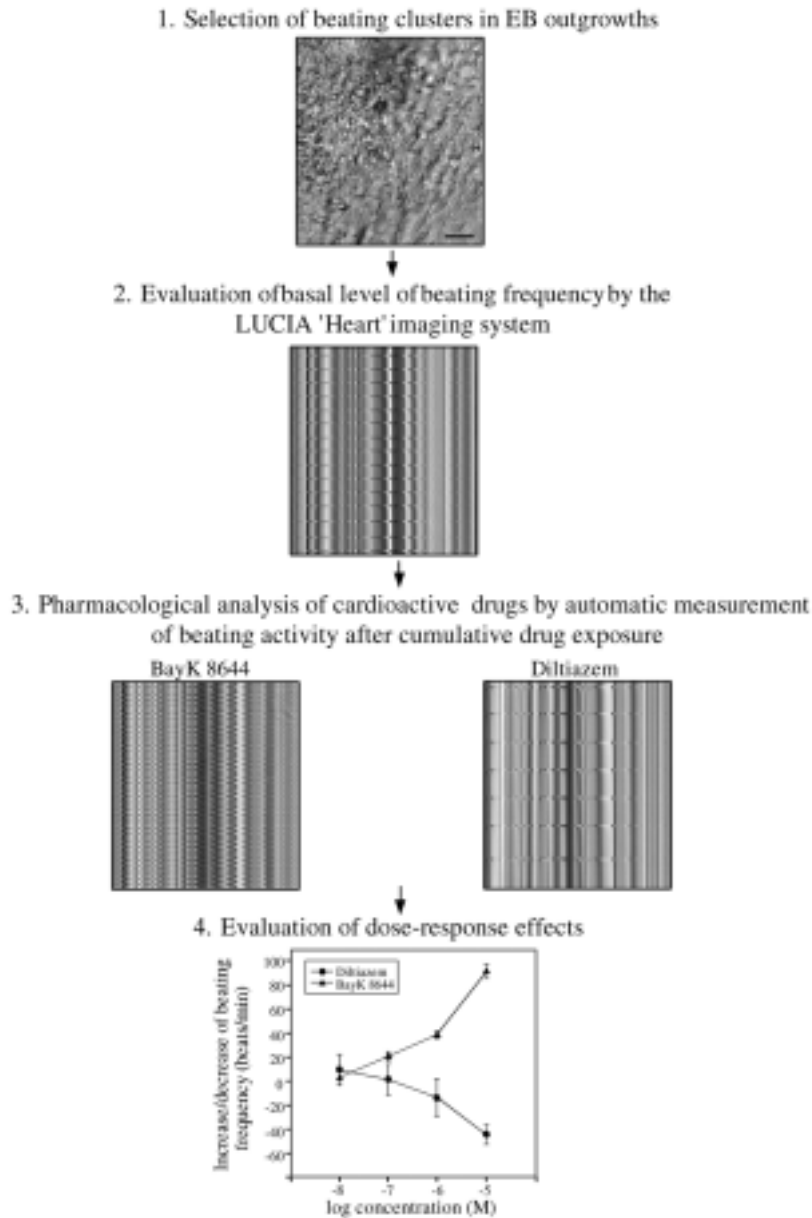 1. Selection of beating clusters in EB outgrowths
2. Evaluation of basal level of beating frequency by the
LUCIA 'Heart' imaging system
3. Pharmacological analysis of cardioactive drugs by automatic measurement
of beating activity after cumulative drug exposure
BayK 8644
Diltiazem
4. Evaluation of dose-response effects
Increase/decrease of beating
frequency (beats/min)
100
80
60
40
20
0
-20
-40
-60
Diltiazem
BayK 8644
-8
-7
-6
-5
log concentration (M)